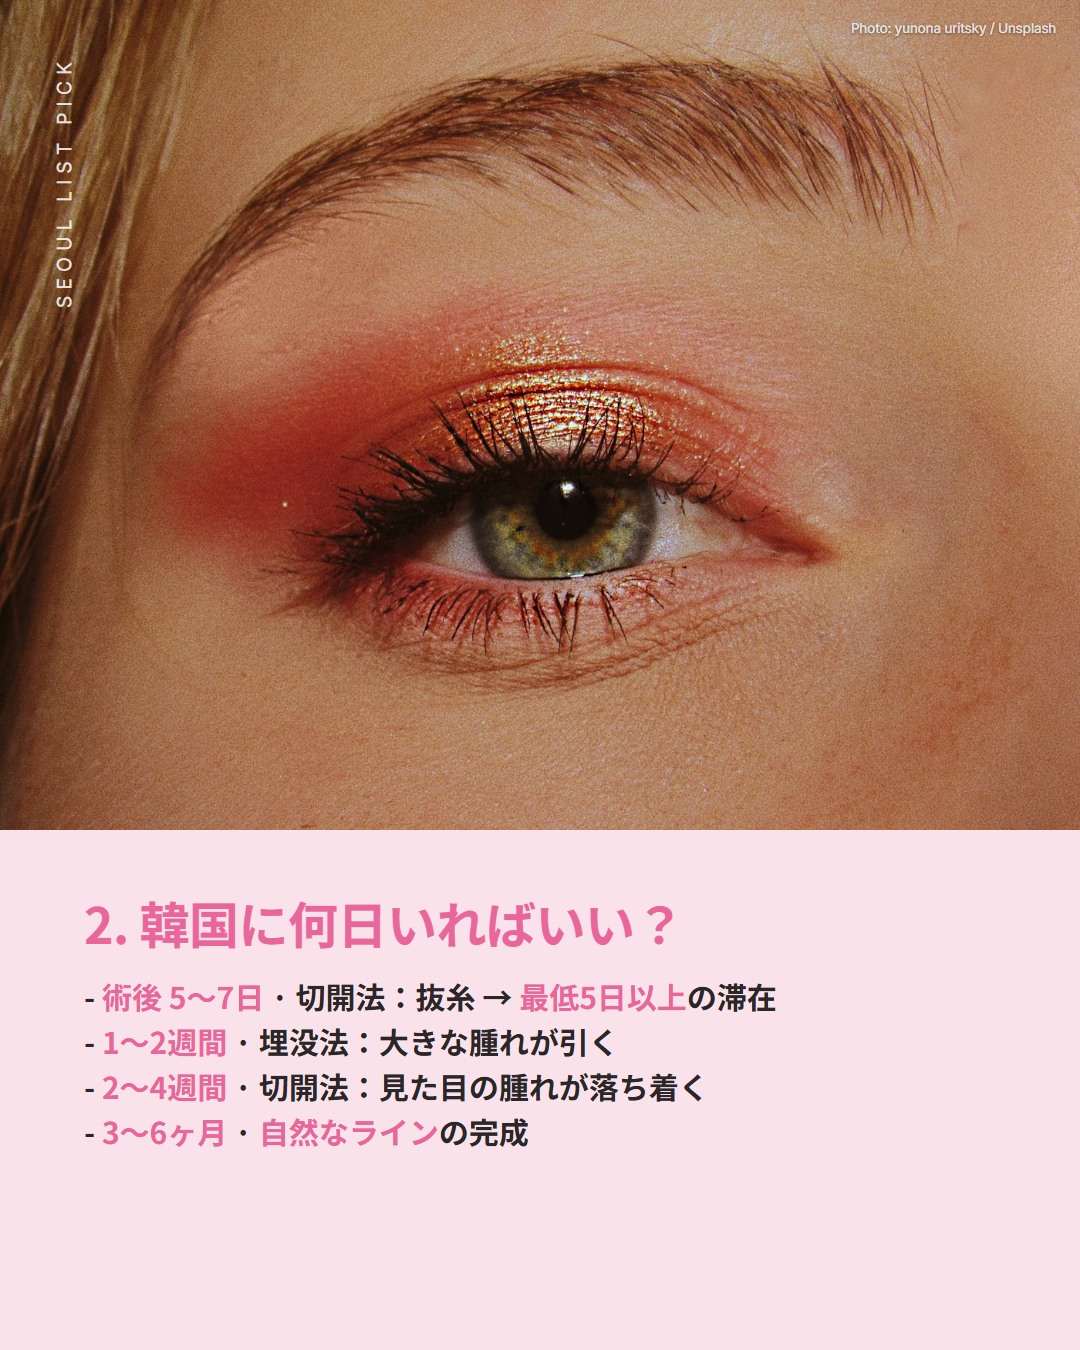 Photo: yunona uritsky / Unsplash
SEOUL LIST PICK
2. 韓国に何日いればいい？
- 術後 5〜7日 · 切開法：抜糸 → 最低5日以上の滞在
- 1〜2週間 · 埋没法：大きな腫れが引く
- 2〜4週間 · 切開法：見た目の腫れが落ち着く
- 3〜6ヶ月 · 自然なラインの完成